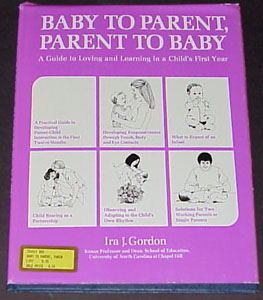 BABY TO PARENT,
PARENT TO BABY
A Guide to Loving and Learning in a Child's First Year
A Practical Guide to
Developing
Parent-Child
Interaction in the First
Twelve Months
Developing Responsiveness
through Touch, Body
and Eye Contacts
What to Expect of an
Infant
Child Rearing as a
Partnership
Observing and
Adapting to the Child's
Own Rhythm
Solutions for Two
Working Parents or
Single Parents
Ira J. Gordon
Kenan Professor and Dean, School of Education,
University of North Carolina at Chapel Hill
BABY TO PARENT, PAREN